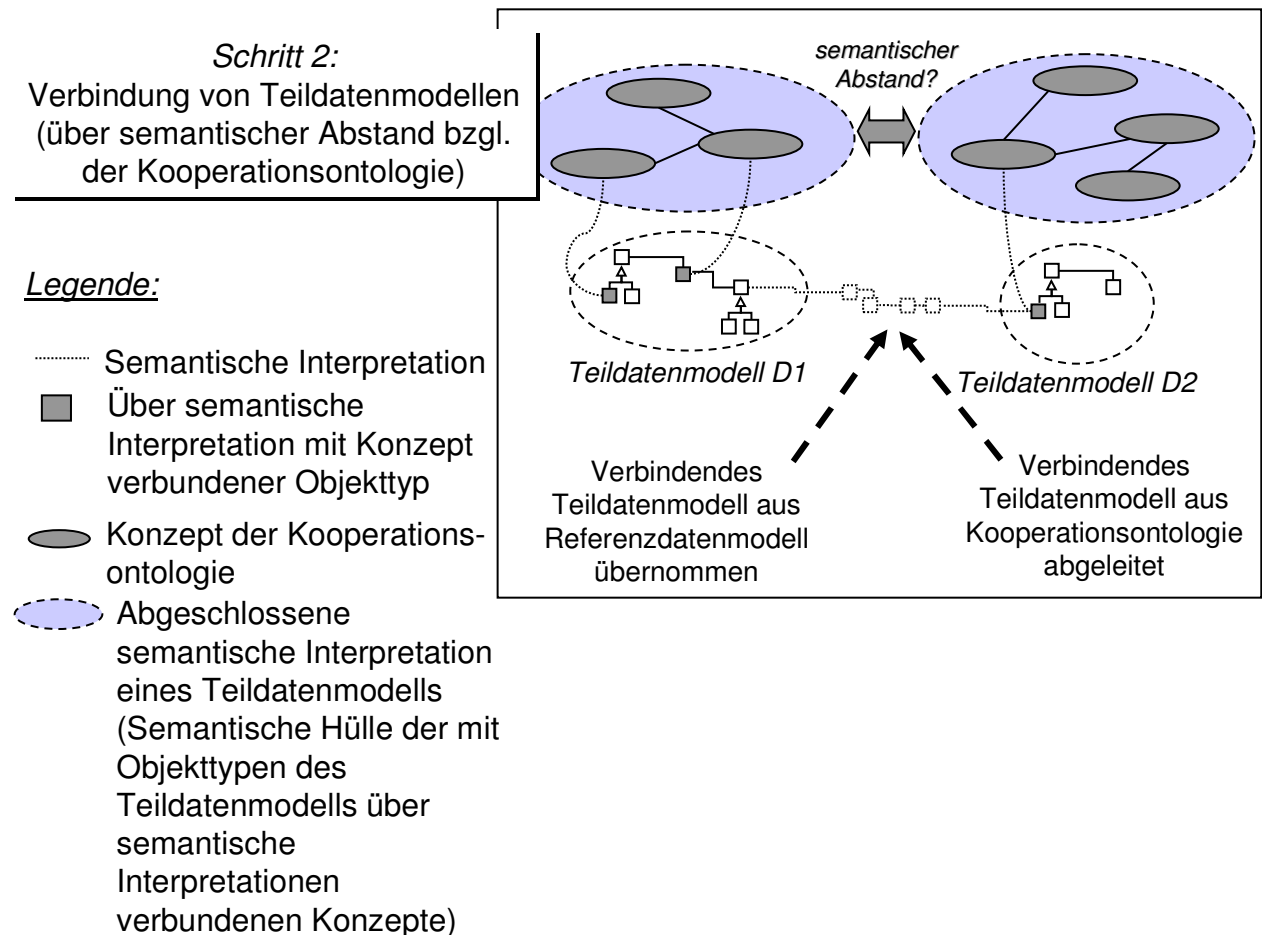 Schritt 2:
Verbindung von Teildatenmodellen
(über semantischer Abstand bzgl.
der Kooperationsontologie)
semantischer
Abstand?
Teildatenmodell D1
Teildatenmodell D2
Verbindendes
Teildatenmodell aus
Referenzdatenmodell
übernommen
Verbindendes
Teildatenmodell aus
Kooperationsontologie
abgeleitet
Legende:
Semantische Interpretation
Über semantische
Interpretation mit Konzept
verbundener Objekttyp
Konzept der Kooperations-
ontologie
Abgeschlossene
semantische Interpretation
eines Teildatenmodells
(Semantische Hülle der mit
Objekttypen des
Teildatenmodells über
semantische
Interpretationen
verbundenen Konzepte)